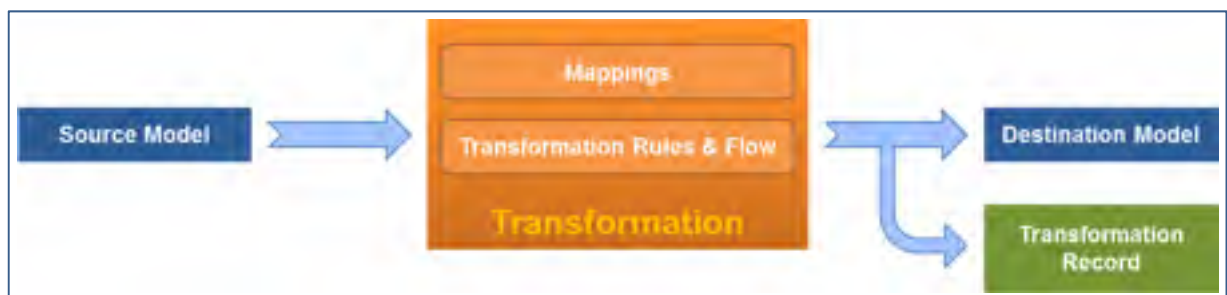 Mappings
Source Model
Transformation Rules & Flow
Destination Model
Transformation
Transformation
Record